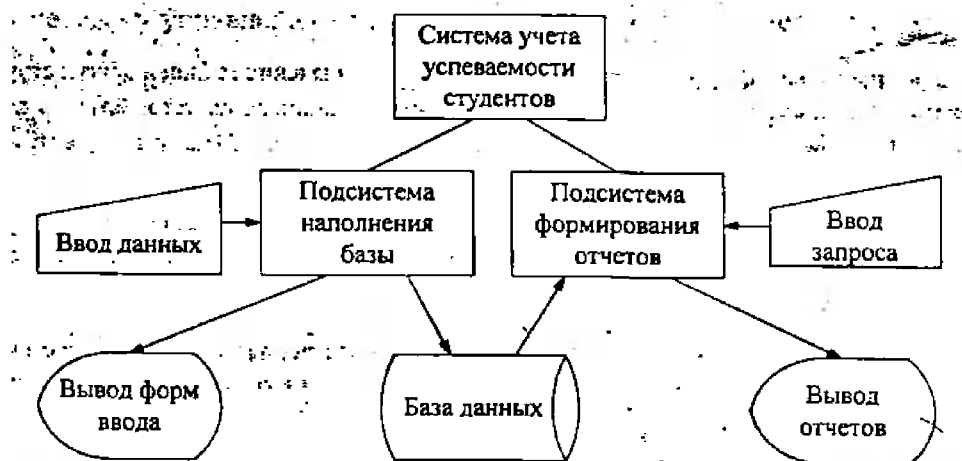 Система учета
успеваемости
студентов
Ввод данных
Подсистема
наполнения
базы
Подсистема
формирования
отчетов
Ввод
запроса
Вывод форм
ввода
База данных
Вывод
отчетов